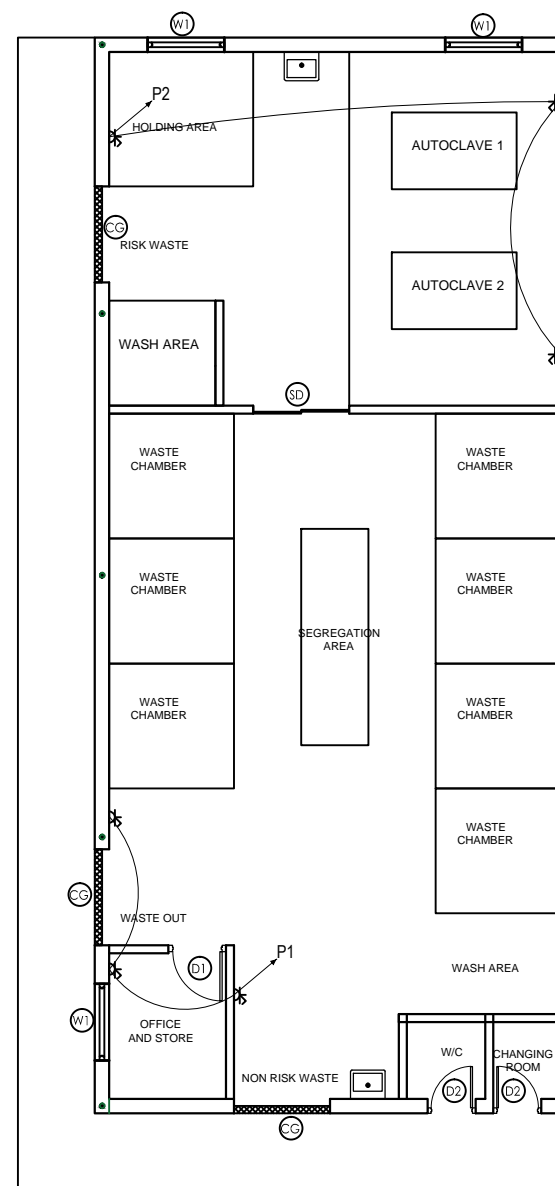 W1
W1
P2
HOLDING AREA
AUTOCLAVE 1
CG
RISK WASTE
AUTOCLAVE 2
WASH AREA
SD
WASTE
CHAMBER
WASTE
CHAMBER
WASTE
CHAMBER
WASTE
CHAMBER
SEGREGATION
AREA
WASTE
CHAMBER
WASTE
CHAMBER
WASTE
CHAMBER
CG
WASTE OUT
P1
D1
WASH AREA
W1
OFFICE
AND STORE
W/C
CHANGING
ROOM
NON RISK WASTE
D2
D2
CG